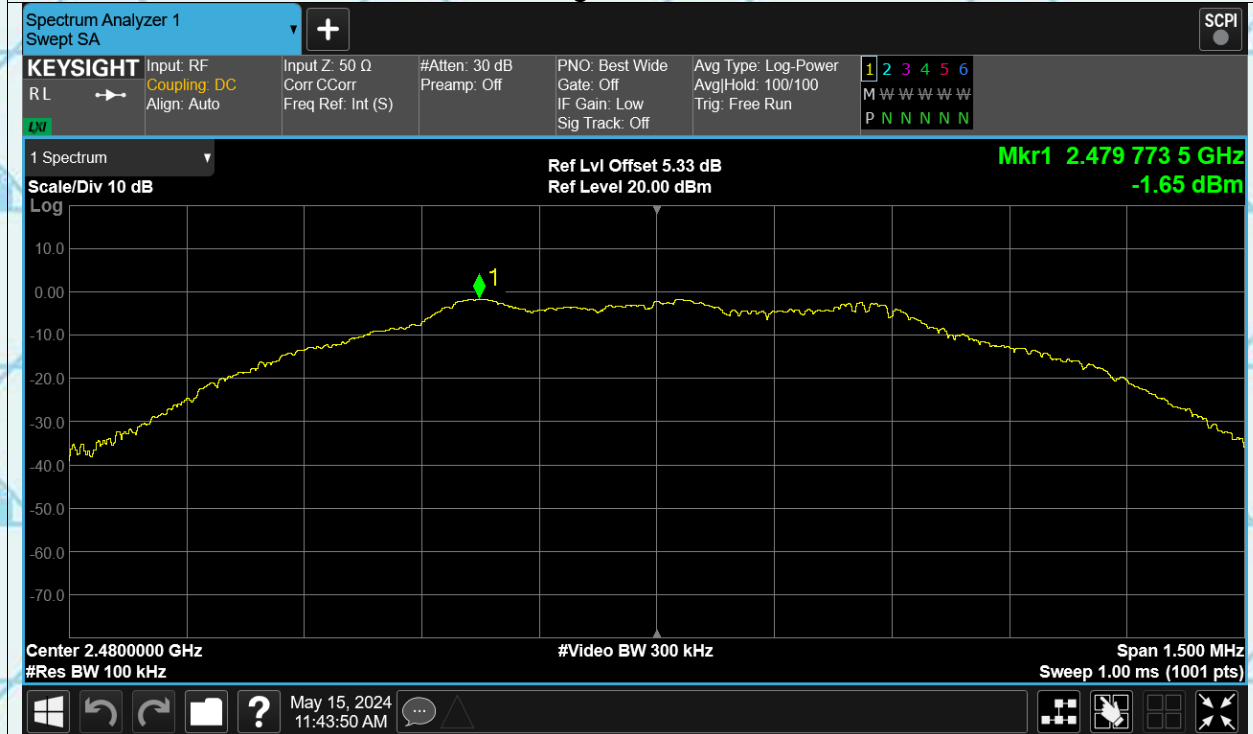 Spectrum Analyzer 1
Swept SA
+
SCPI
KEYSIGHT
R L
LXI
Input: RF
Coupling: DC
Align: Auto
Input Z: 50 Ω
Corr CCorr
Freq Ref: Int (S)
#Atten: 30 dB
Preamp: Off
PNO: Best Wide
Gate: Off
IF Gain: Low
Sig Track: Off
Avg Type: Log-Power
Avg|Hold: 100/100
Trig: Free Run
1 2 3 4 5 6
M W W W W W
P N N N N N
1 Spectrum
Scale/Div 10 dB
Log
Ref Lvl Offset 5.33 dB
Ref Level 20.00 dBm
Mkr1 2.479 773 5 GHz
-1.65 dBm
10.0
0.00
-10.0
-20.0
-30.0
-40.0
-50.0
-60.0
-70.0
1
Center 2.4800000 GHz
#Res BW 100 kHz
#Video BW 300 kHz
Span 1.500 MHz
Sweep 1.00 ms (1001 pts)
?
May 15, 2024
11:43:50 AM